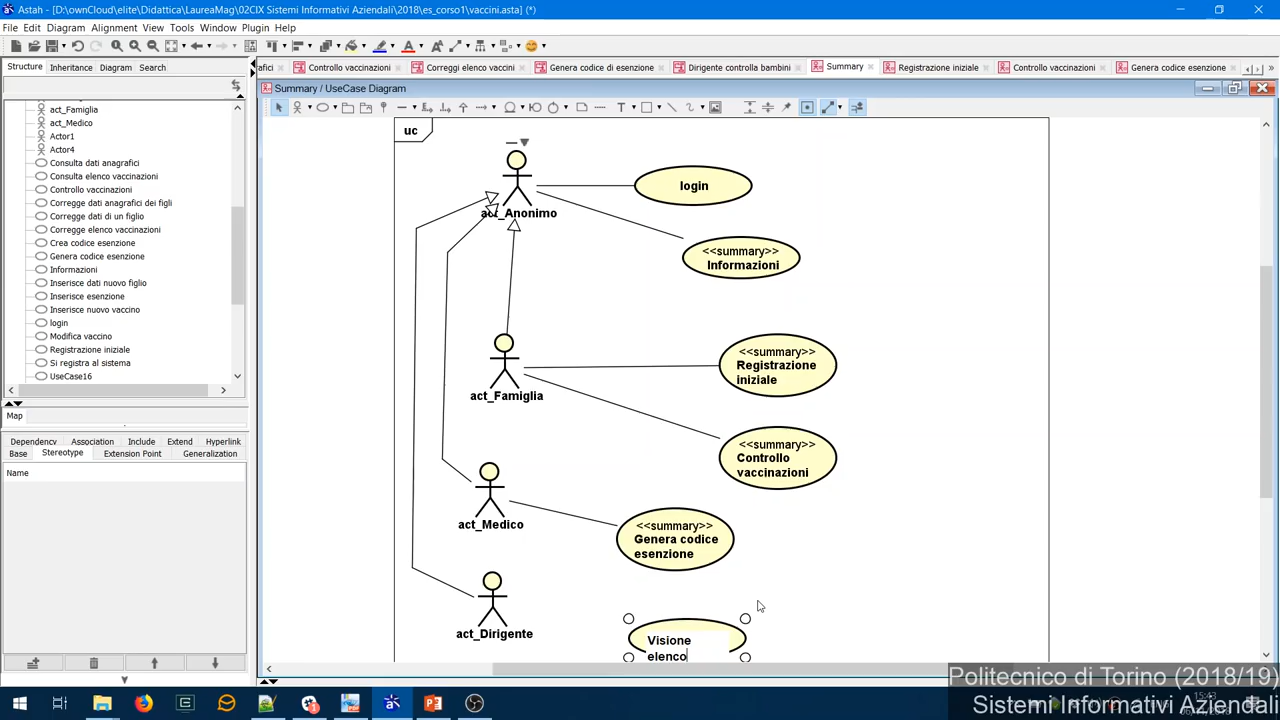 Astah - [D:\ownCloud\elite\Didattica\LaureaMag\02CIX Sistemi Informativi Aziendali\2018\es_corso1\vaccini.asta] (*)
File Edit Diagram Alignment View Tools Window Plugin Help
Structure Inheritance Diagram Search
afici Controllo vaccinazioni Correggi elenco vaccini Genera codice di esenzione Dirigente controlla bambini Summary Registrazione iniziale Controllo vaccinazioni Genera codice esenzione
Summary / UseCase Diagram
act_Famiglia
act_Medico
Actor1
Actor4
Consulta dati anagrafici
Consulta elenco vaccinazioni
Controllo vaccinazioni
Corregge dati anagrafici dei figli
Corregge dati di un figlio
Corregge elenco vaccinazioni
Crea codice esenzione
Genera codice esenzione
Informazioni
Inserisce dati nuovo figlio
Inserisce esenzione
Inserisce nuovo vaccino
login
Modifica vaccino
Registrazione iniziale
Si registra al sistema
UseCase16
Map
Dependency Association Include Extend Hyperlink
Base Stereotype Extension Point Generalization
Name
uc
act_Anonimo
login
<<summary>>
Informazioni
act_Famiglia
<<summary>>
Registrazione
iniziale
<<summary>>
Controllo
vaccinazioni
act_Medico
<<summary>>
Genera codice
esenzione
act_Dirigente
Visione
elenco
Politecnico di Torino (2018/19)
Sistemi Informativi Aziendali
15:43